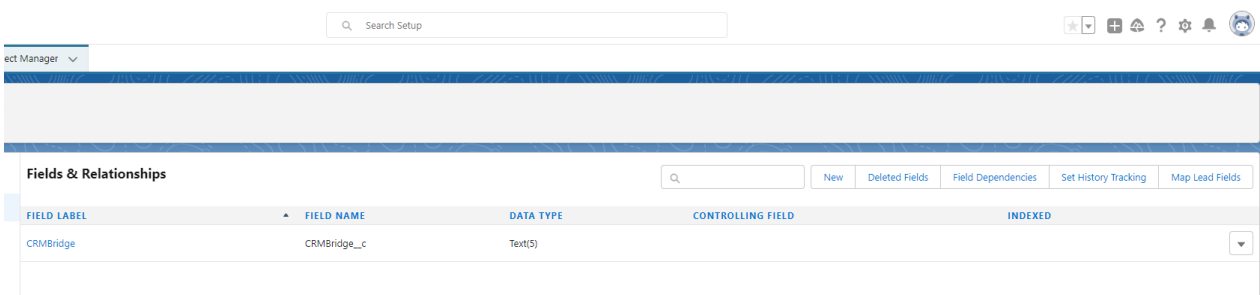 Search Setup
ect Manager
Fields & Relationships
New Deleted Fields Field Dependencies Set History Tracking Map Lead Fields
FIELD LABEL FIELD NAME DATA TYPE CONTROLLING FIELD INDEXED
CRMBridge CRMBridge__c Text(5)